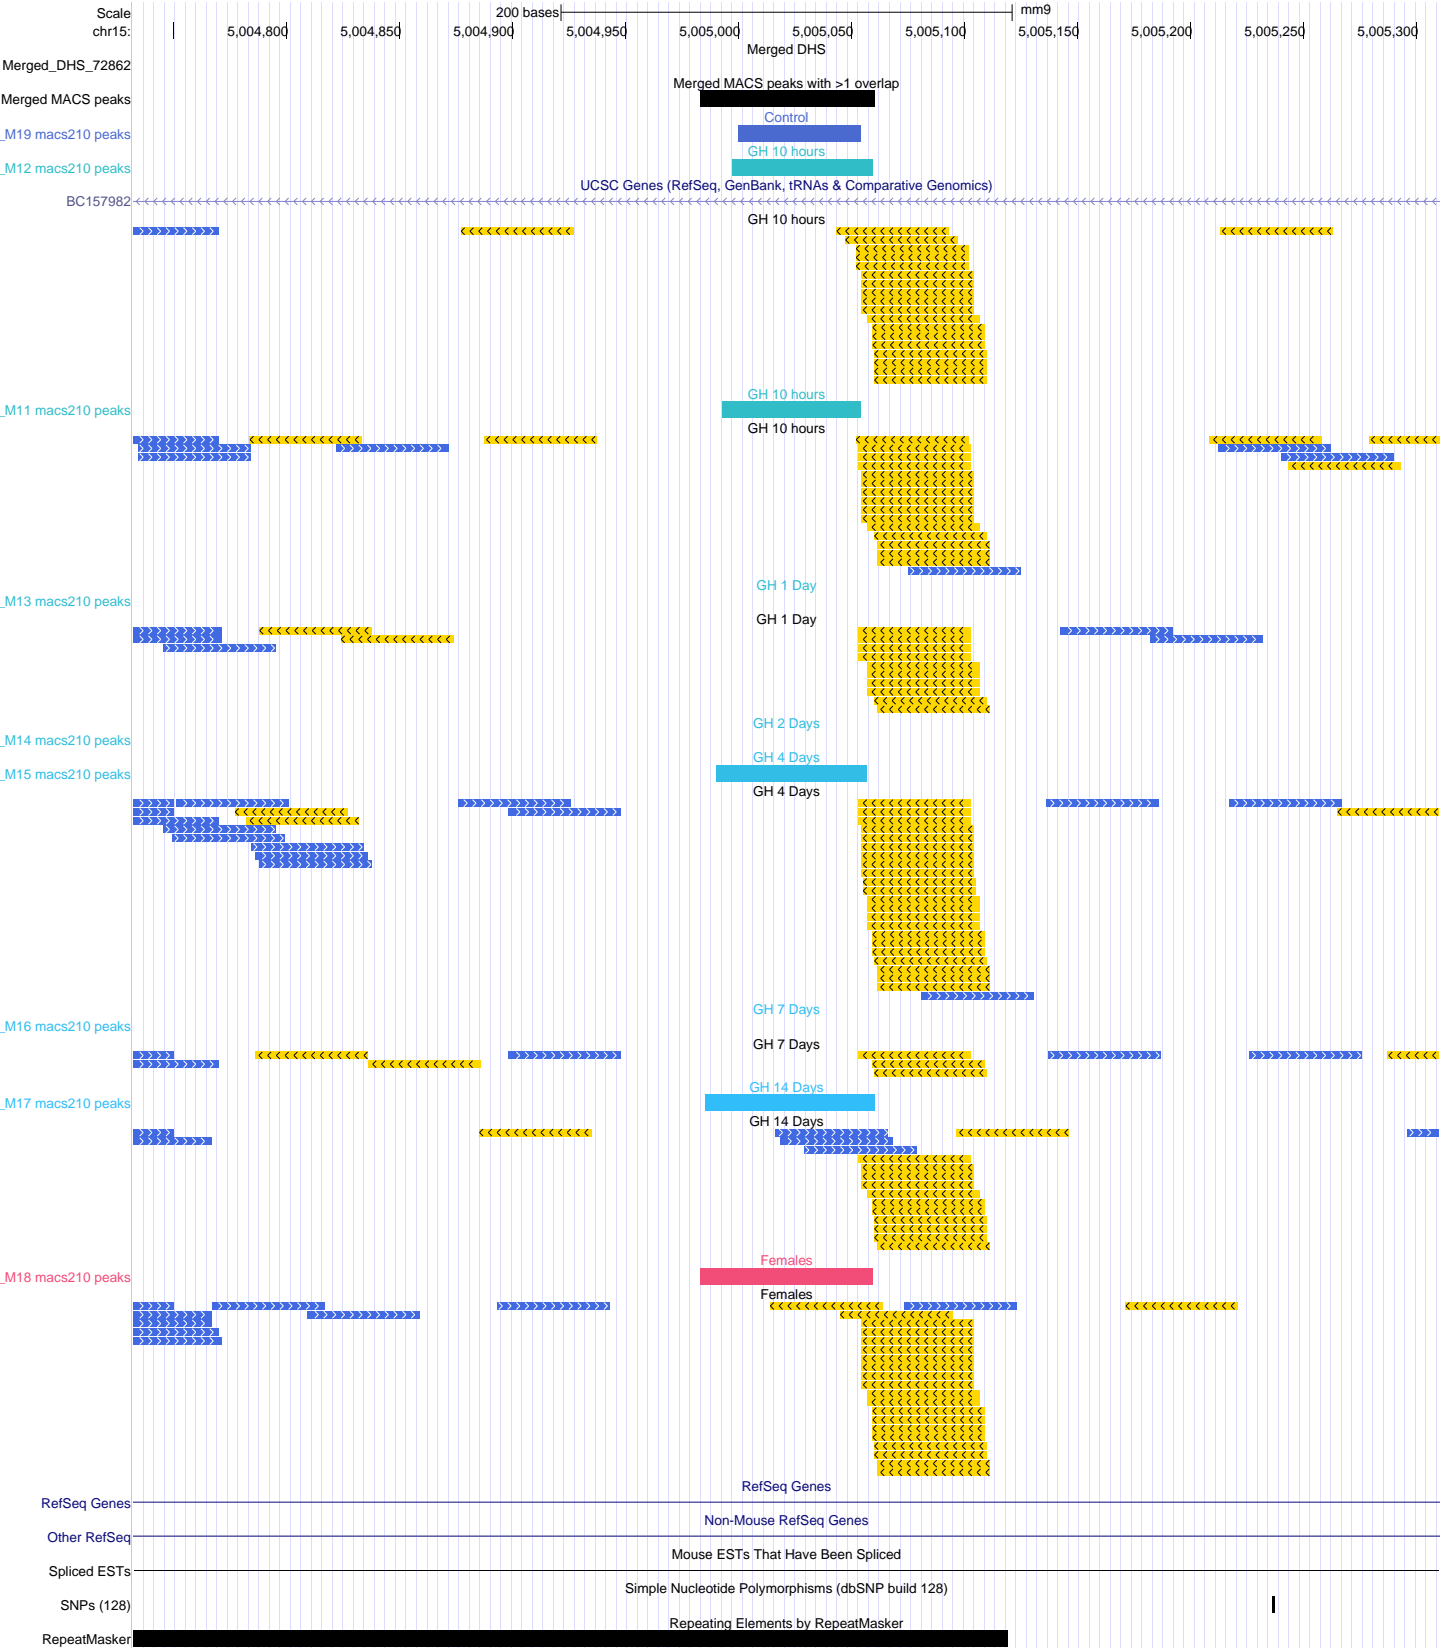 Scale 200 bases mm9
chr15: 5,004,800 5,004,850 5,004,900 5,004,950 5,005,000 5,005,050 5,005,100 5,005,150 5,005,200 5,005,250 5,005,300
Merged DHS
Merged_DHS_72862
Merged MACS peaks with >1 overlap
Merged MACS peaks
Control
_M19 macs210 peaks
GH 10 hours
_M12 macs210 peaks
UCSC Genes (RefSeq, GenBank, tRNAs & Comparative Genomics)
BC157982
GH 10 hours
GH 10 hours
_M11 macs210 peaks
GH 10 hours
GH 1 Day
_M13 macs210 peaks
GH 1 Day
GH 2 Days
_M14 macs210 peaks
GH 4 Days
_M15 macs210 peaks
GH 4 Days
GH 7 Days
_M16 macs210 peaks
GH 7 Days
GH 14 Days
_M17 macs210 peaks
GH 14 Days
Females
_M18 macs210 peaks
Females
RefSeq Genes
RefSeq Genes
Non-Mouse RefSeq Genes
Other RefSeq
Mouse ESTs That Have Been Spliced
Spliced ESTs
Simple Nucleotide Polymorphisms (dbSNP build 128)
SNPs (128)
Repeating Elements by RepeatMasker
RepeatMasker